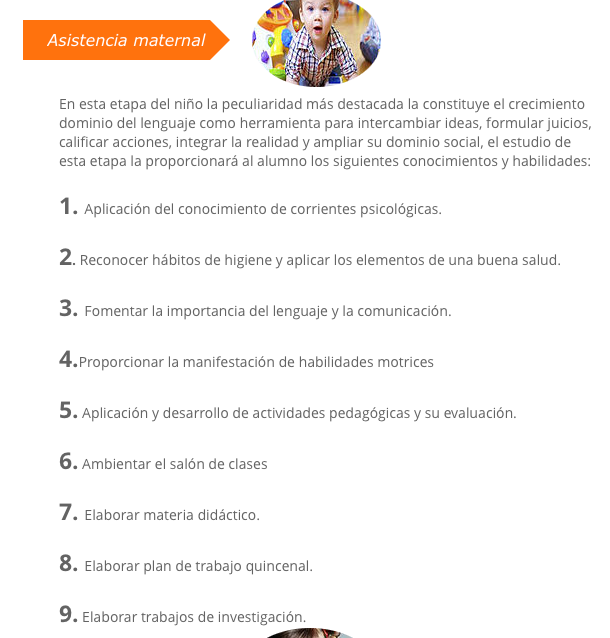 Asistencia maternal
En esta etapa del niño la peculiaridad más destacada la constituye el crecimiento
dominio del lenguaje como herramienta para intercambiar ideas, formular juicios,
calificar acciones, integrar la realidad y ampliar su dominio social, el estudio de
esta etapa la proporcionará al alumno los siguientes conocimientos y habilidades:
1. Aplicación del conocimiento de corrientes psicológicas.
2. Reconocer hábitos de higiene y aplicar los elementos de una buena salud.
3. Fomentar la importancia del lenguaje y la comunicación.
4.Proporcionar la manifestación de habilidades motrices
5. Aplicación y desarrollo de actividades pedagógicas y su evaluación.
6. Ambientar el salón de clases
7. Elaborar materia didáctico.
8. Elaborar plan de trabajo quincenal.
9. Elaborar trabajos de investigación.